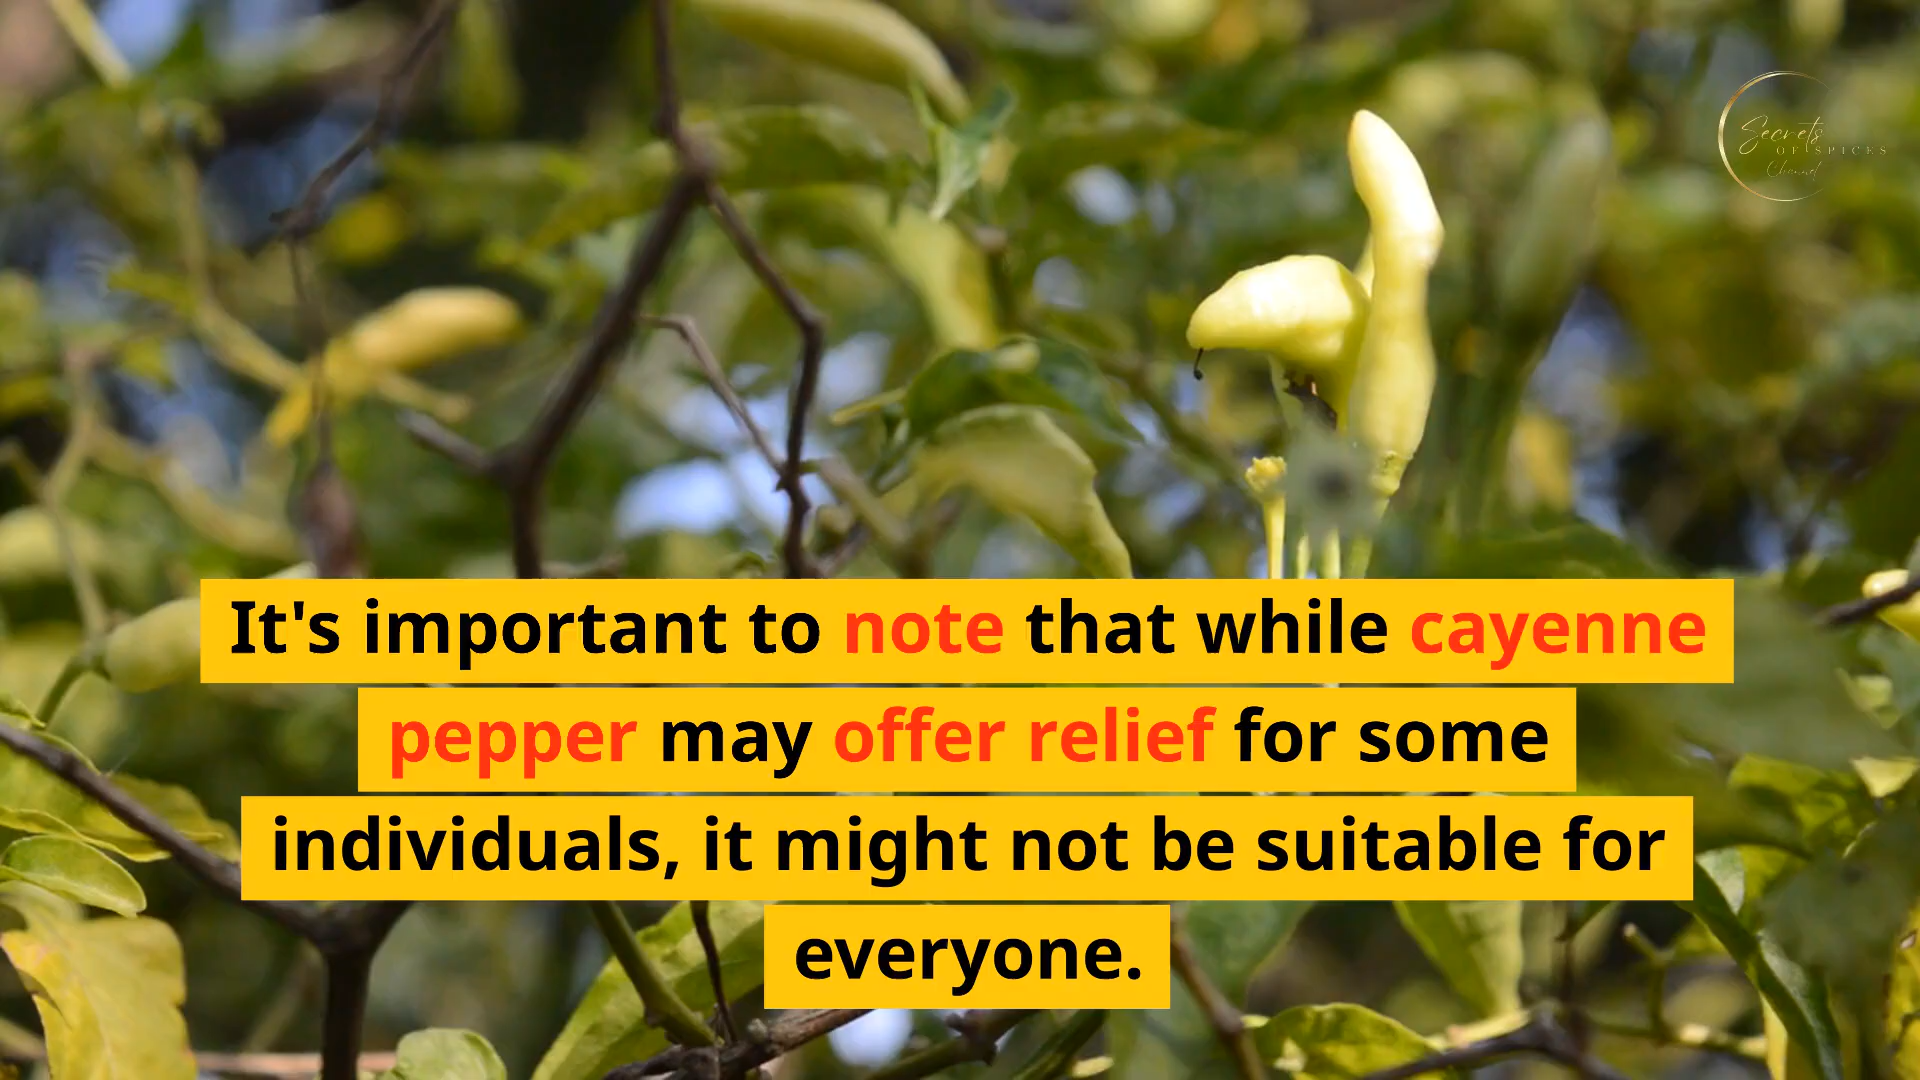 Secrets
OF SPICES
Channel
It's important to note that while cayenne
pepper may offer relief for some
individuals, it might not be suitable for
everyone.